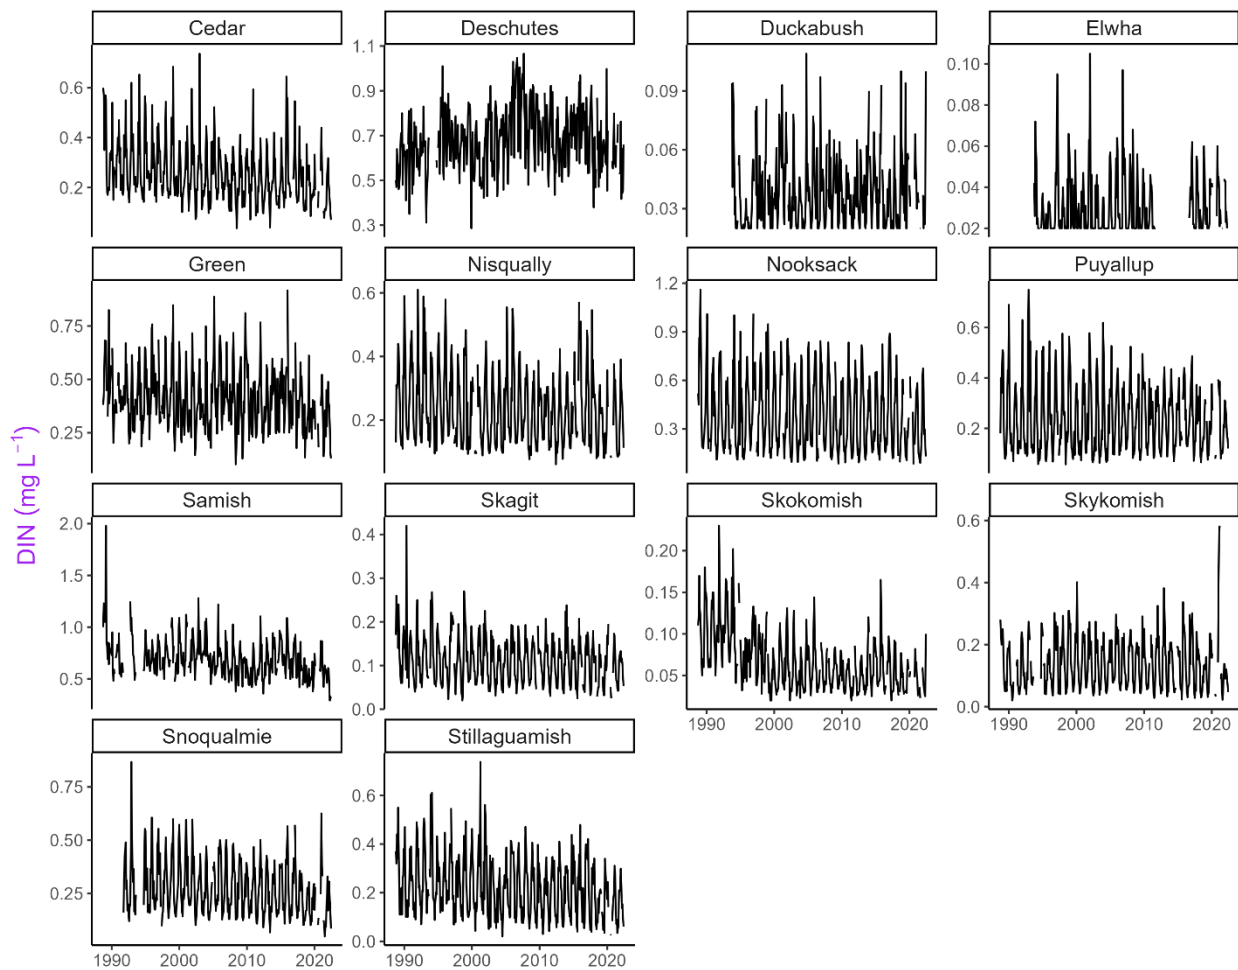 Cedar Deschutes Duckabush Elwha
0.6 0.4 0.2
1.1 0.9 0.7 0.5 0.3
0.09 0.06 0.03
0.10 0.08 0.06 0.04 0.02
Green Nisqually Nooksack Puyallup
0.75 0.50 0.25
0.6 0.4 0.2
1.2 0.9 0.6 0.3
0.6 0.4 0.2
DIN (mg L⁻¹)
Samish Skagit Skokomish Skykomish
2.0 1.5 1.0 0.5
0.4 0.3 0.2 0.1 0.0
0.20 0.15 0.10 0.05
0.6 0.4 0.2 0.0
1990 2000 2010 2020 1990 2000 2010 2020
Snoqualmie Stillaguamish
0.75 0.50 0.25
0.6 0.4 0.2 0.0
1990 2000 2010 2020 1990 2000 2010 2020